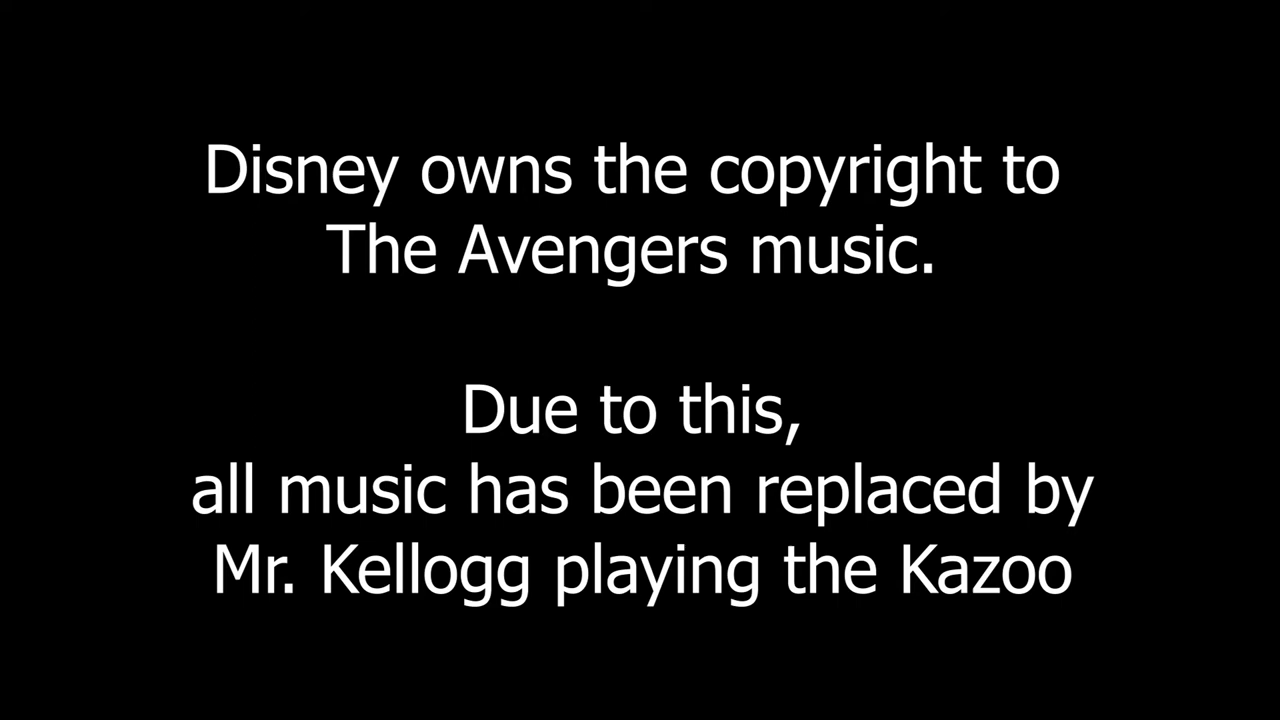 Disney owns the copyright to
The Avengers music.
Due to this,
all music has been replaced by
Mr. Kellogg playing the Kazoo